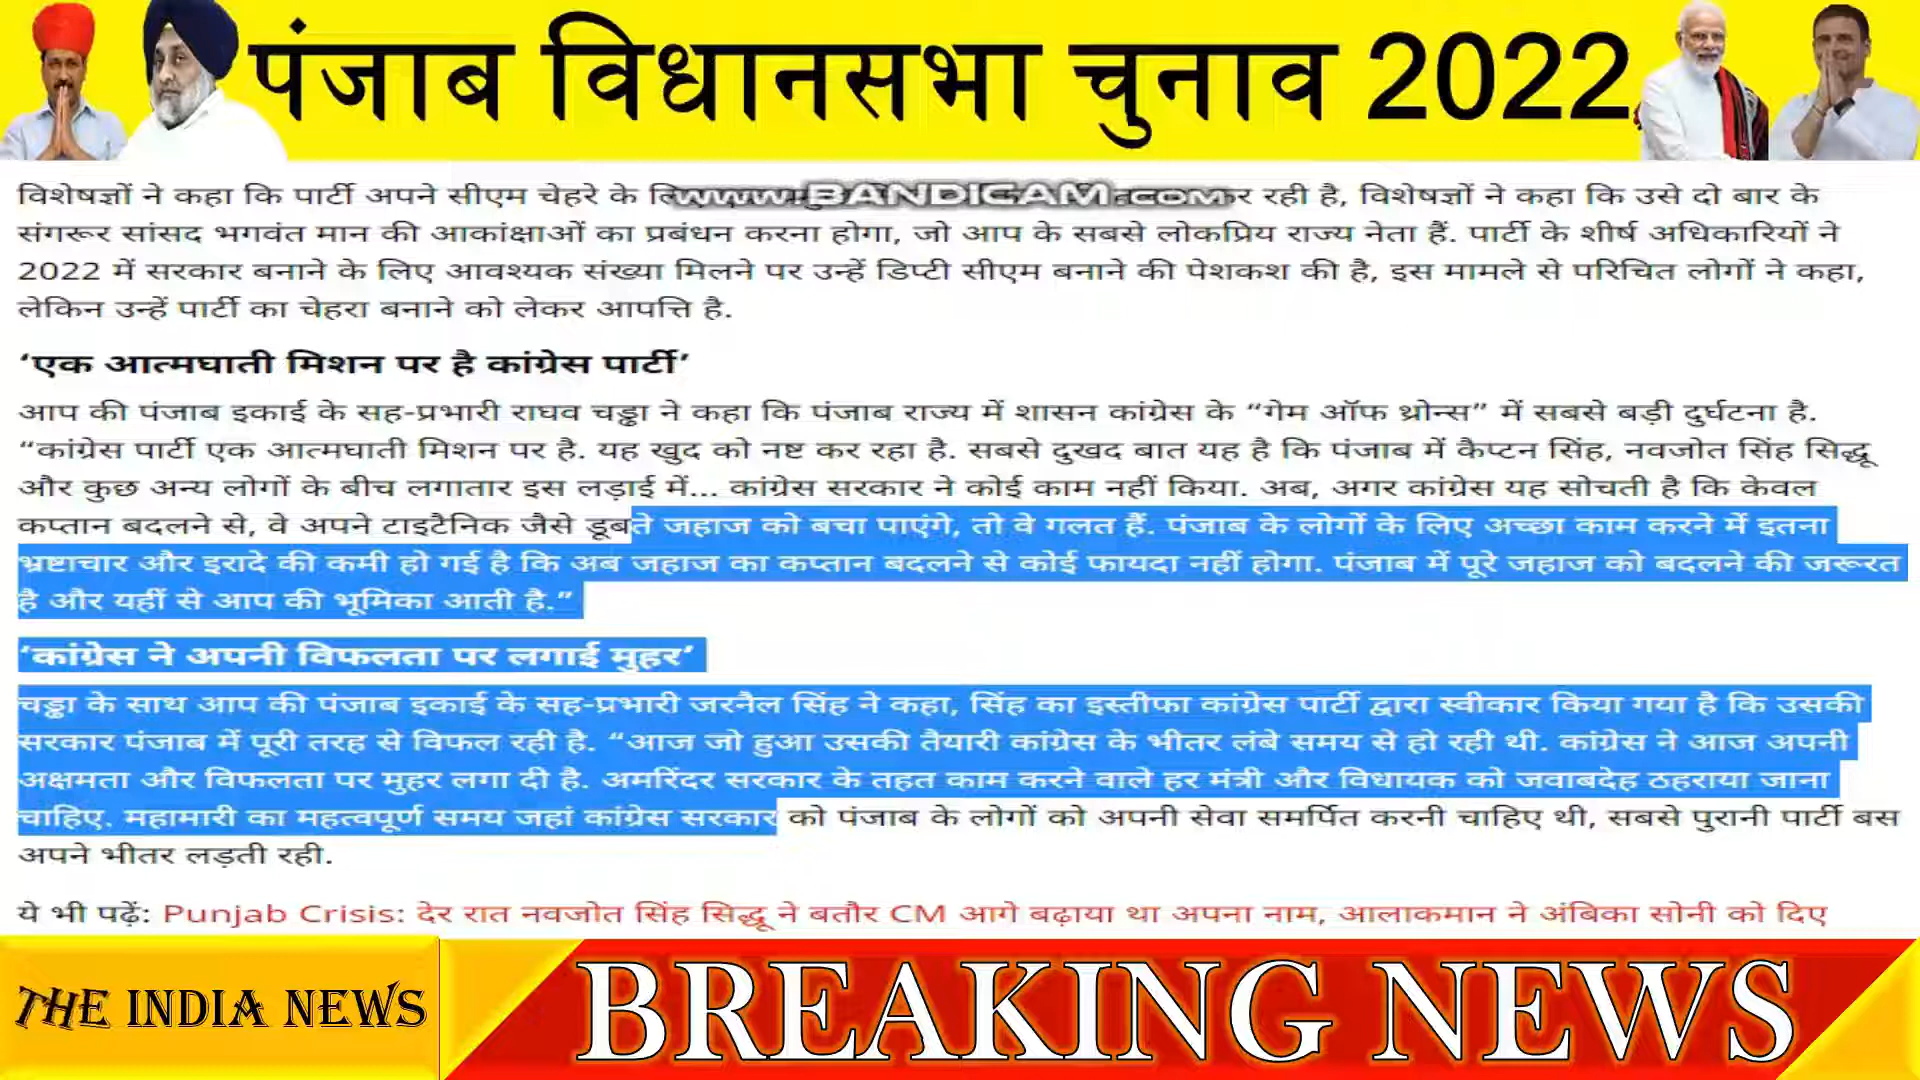 पंजाब विधानसभा चुनाव 2022
www.BANDICAM.com
विशेषज्ञों ने कहा कि पार्टी अपने सीएम चेहरे के कर रही है, विशेषज्ञों ने कहा कि उसे दो बार के
संगरूर सांसद भगवंत मान की आकांक्षाओं का प्रबंधन करना होगा, जो आप के सबसे लोकप्रिय राज्य नेता हैं. पार्टी के शीर्ष अधिकारियों ने
2022 में सरकार बनाने के लिए आवश्यक संख्या मिलने पर उन्हें डिप्टी सीएम बनाने की पेशकश की है, इस मामले से परिचित लोगों ने कहा,
लेकिन उन्हें पार्टी का चेहरा बनाने को लेकर आपत्ति है.
‘एक आत्मघाती मिशन पर है कांग्रेस पार्टी’
आप की पंजाब इकाई के सह-प्रभारी राघव चड्ढा ने कहा कि पंजाब राज्य में शासन कांग्रेस के “गेम ऑफ थ्रोन्स” में सबसे बड़ी दुर्घटना है.
“कांग्रेस पार्टी एक आत्मघाती मिशन पर है. यह खुद को नष्ट कर रहा है. सबसे दुखद बात यह है कि पंजाब में कैप्टन सिंह, नवजोत सिंह सिद्धू
और कुछ अन्य लोगों के बीच लगातार इस लड़ाई में... कांग्रेस सरकार ने कोई काम नहीं किया. अब, अगर कांग्रेस यह सोचती है कि केवल
कप्तान बदलने से, वे अपने टाइटैनिक जैसे डूबते जहाज को बचा पाएंगे, तो वे गलत हैं. पंजाब के लोगों के लिए अच्छा काम करने में इतना
भ्रष्टाचार और इरादे की कमी हो गई है कि अब जहाज का कप्तान बदलने से कोई फायदा नहीं होगा. पंजाब में पूरे जहाज को बदलने की जरूरत
है और यहीं से आप की भूमिका आती है.”
‘कांग्रेस ने अपनी विफलता पर लगाई मुहर’
चड्ढा के साथ आप की पंजाब इकाई के सह-प्रभारी जरनैल सिंह ने कहा, सिंह का इस्तीफा कांग्रेस पार्टी द्वारा स्वीकार किया गया है कि उसकी
सरकार पंजाब में पूरी तरह से विफल रही है. “आज जो हुआ उसकी तैयारी कांग्रेस के भीतर लंबे समय से हो रही थी. कांग्रेस ने आज अपनी
अक्षमता और विफलता पर मुहर लगा दी है. अमरिंदर सरकार के तहत काम करने वाले हर मंत्री और विधायक को जवाबदेह ठहराया जाना
चाहिए. महामारी का महत्वपूर्ण समय जहां कांग्रेस सरकार को पंजाब के लोगों को अपनी सेवा समर्पित करनी चाहिए थी, सबसे पुरानी पार्टी बस
अपने भीतर लड़ती रही.
ये भी पढ़ें: Punjab Crisis: देर रात नवजोत सिंह सिद्धू ने बतौर CM आगे बढ़ाया था अपना नाम, आलाकमान ने अंबिका सोनी को दिए
THE INDIA NEWS
BREAKING NEWS